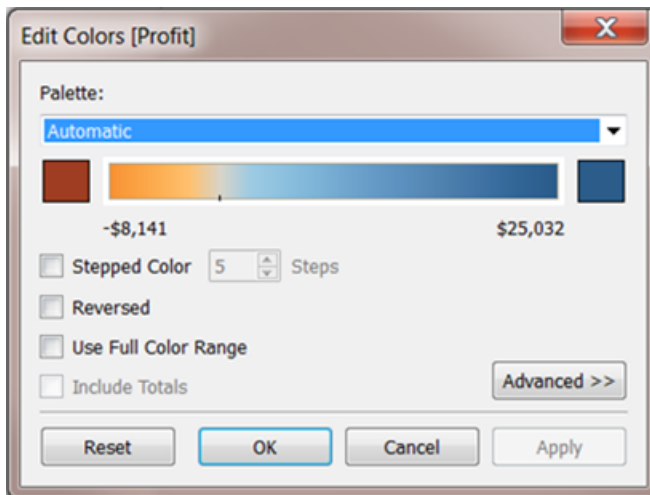 Edit Colors [Profit]
Palette:
Automatic
-$8,141 $25,032
Stepped Color 5 Steps
Reversed
Use Full Color Range
Include Totals
Advanced >>
Reset OK Cancel Apply